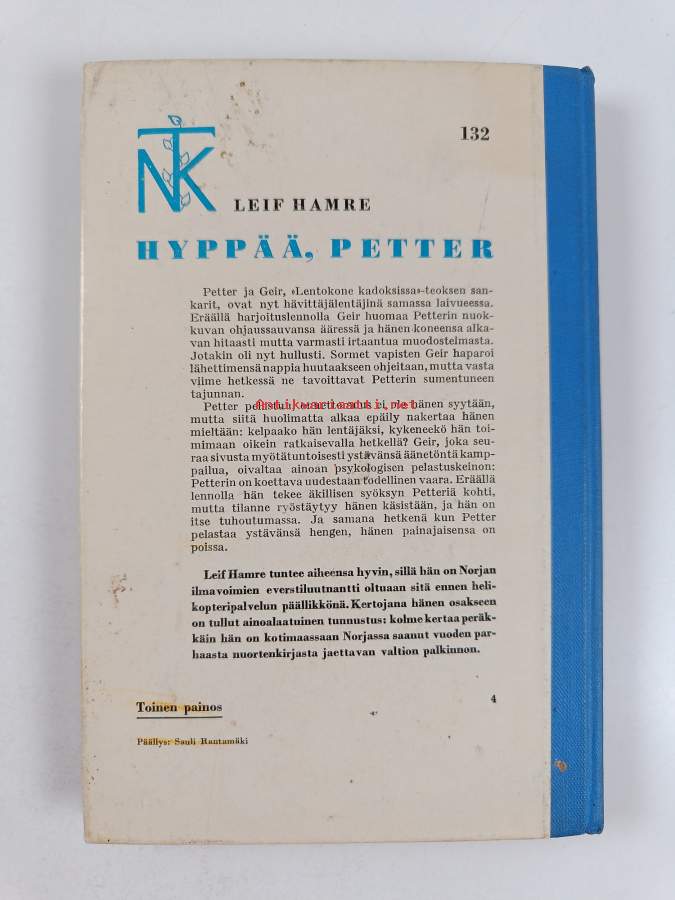 NTK
132
LEIF HAMRE
HYPPÄÄ, PETTER
Petter ja Geir, «Lentokone kadoksissa»-teoksen san-
karit, ovat nyt hävittäjälentäjinä samassa laivueessa.
Eräällä harjoituslennolla Geir huomaa Petterin nuok-
kuvan ohjaussauvansa ääressä ja hänen koneensa alka-
van hitaasti mutta varmasti irtaantua muodostelmasta.
Jotakin oli nyt hullusti. Sormet vapisten Geir haparoi
lähettimensä nappia huutaakseen ohjeitaan, mutta vasta
viime hetkessä ne tavoittavat Petterin sumentuneen
tajunnan.
Petter pelastuu, ei ole hänen syytään,
Antikvariaatti.net
mutta siitä huolimatta alkaa epäily nakertaa hänen
mieltään: kelpaako hän lentäjäksi, kykeneekö hän toi-
mimaan oikein ratkaisevalla hetkellä? Geir, joka seu-
raa sivusta myötätuntoisesti ystävänsä äänetöntä kamp-
pailua, oivaltaa ainoan psykologisen pelastuskeinon:
Petterin on koettava uudestaan todellinen vaara. Eräällä
lennolla hän tekee äkillisen syöksyn Petteriä kohti,
mutta tilanne ryöstäytyy hänen käsistään, ja hän on
itse tuhoutumassa. Ja samana hetkenä kun Petter
pelastaa ystävänsä hengen, hänen painajaisensa on
poissa.
Leif Hamre tuntee aiheensa hyvin, sillä hän on Norjan
ilmavoimien everstiluutnantti oltuaan sitä ennen heli-
kopteripalvelun päällikkönä. Kertojana hänen osakseen
on tullut ainoalaatuinen tunnustus: kolme kertaa peräk-
käin hän on kotimaassaan Norjassa saanut vuoden par-
haasta nuortenkirjasta jaettavan valtion palkinnon.
Toinen painos
4
Päällys: Sauli Rantamäki